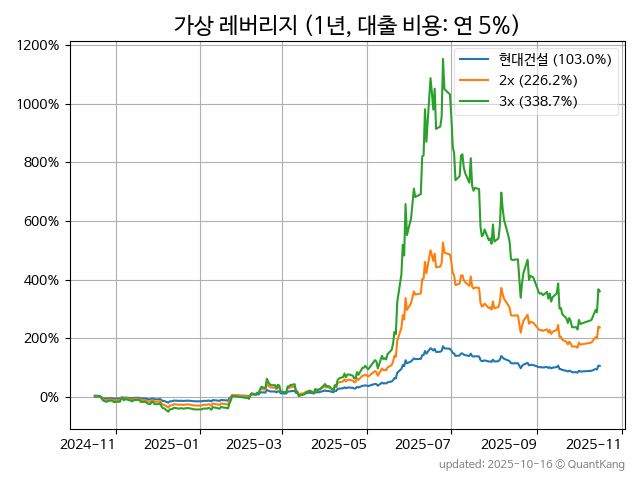 가상 레버리지 (1년, 대출 비용: 연 5%)
1200%
1000%
800%
600%
400%
200%
0%
현대건설 (103.0%)
2x (226.2%)
3x (338.7%)
2024-11
2025-01
2025-03
2025-05
2025-07
2025-09
2025-11
updated: 2025-10-16 © QuantKang